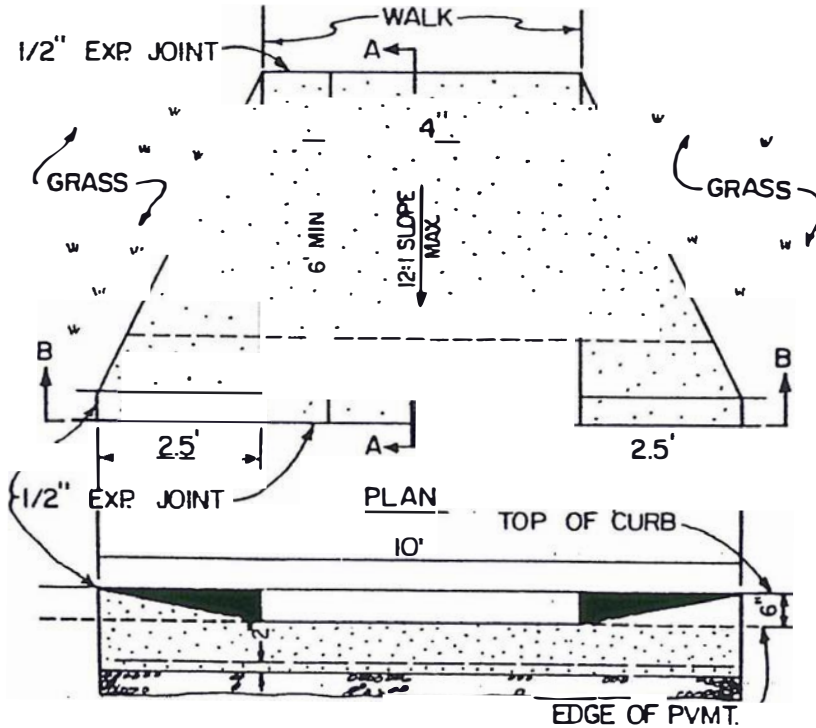 WALK
1/2" EXP. JOINT
A
4"
GRASS
GRASS
6' MIN
12:1 SLOPE
MAX.
B
B
2.5'
A
2.5'
1/2" EXP. JOINT
PLAN
TOP OF CURB
10'
6"
2
EDGE OF PVMT.